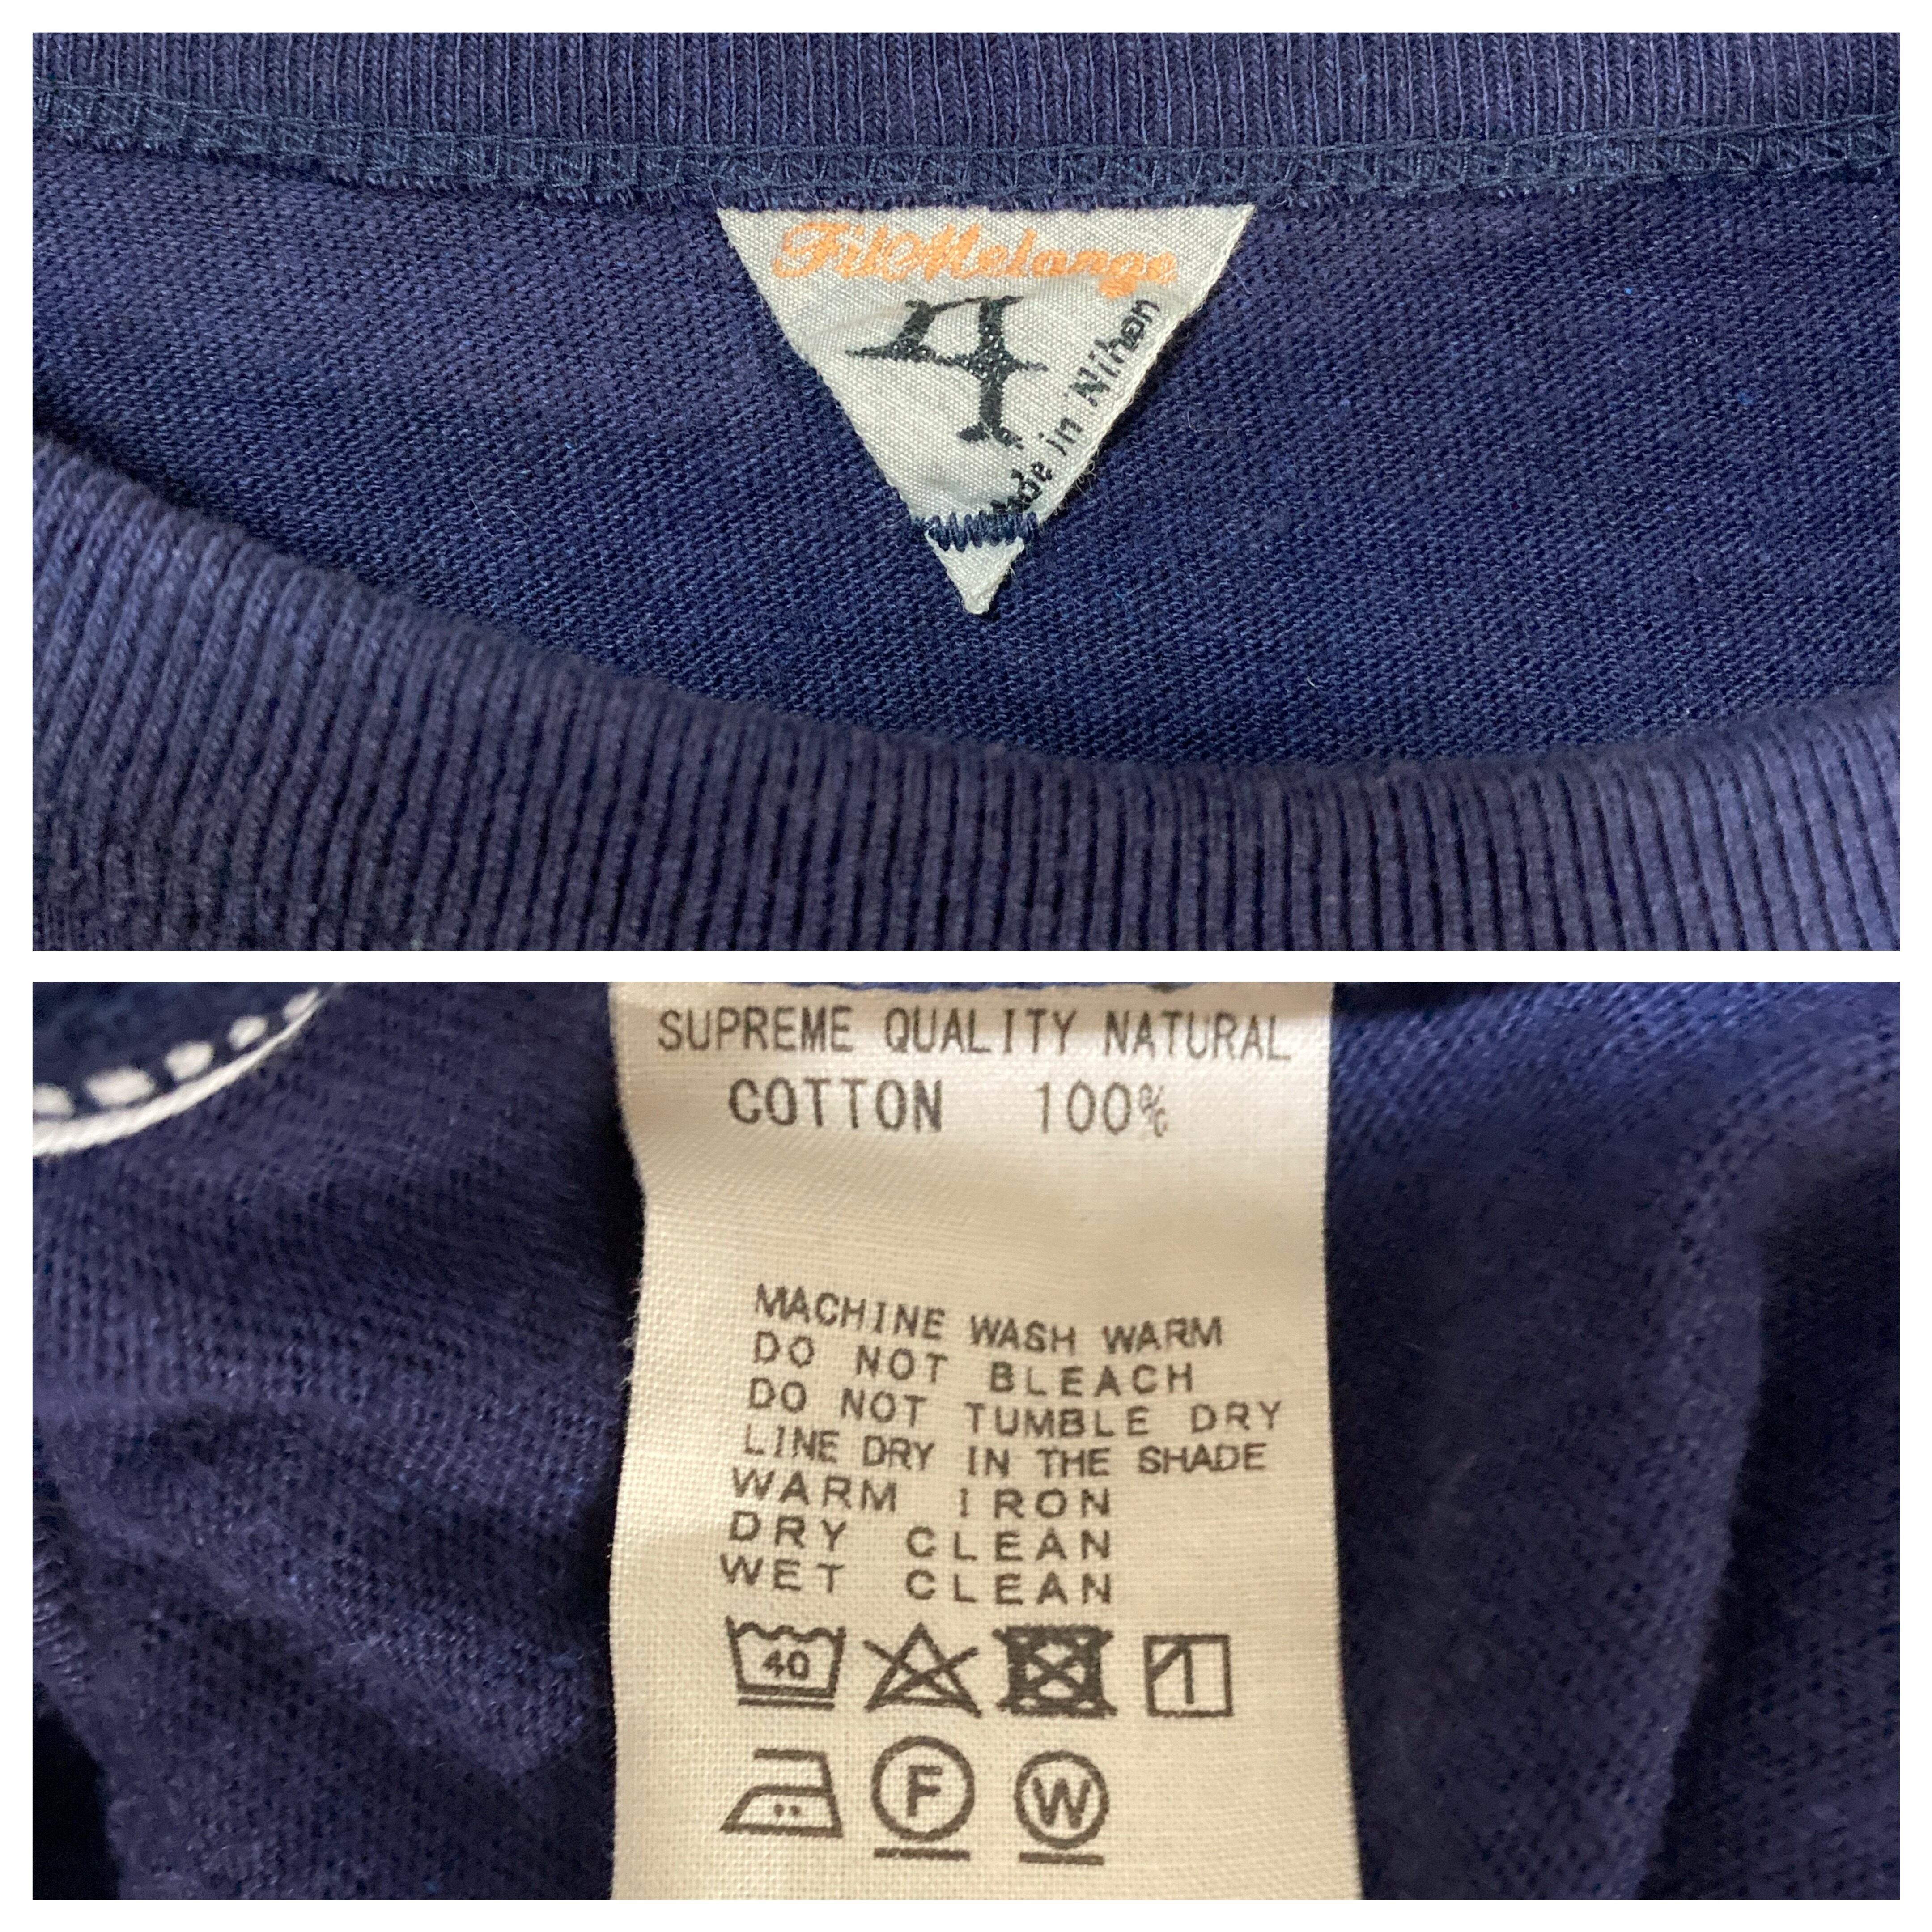 FilMelange
4
Made in Nihon
SUPREME QUALITY NATURAL
COTTON 100%
MACHINE WASH WARM
DO NOT BLEACH
DO NOT TUMBLE DRY
LINE DRY IN THE SHADE
WARM IRON
DRY CLEAN
WET CLEAN
40
F W